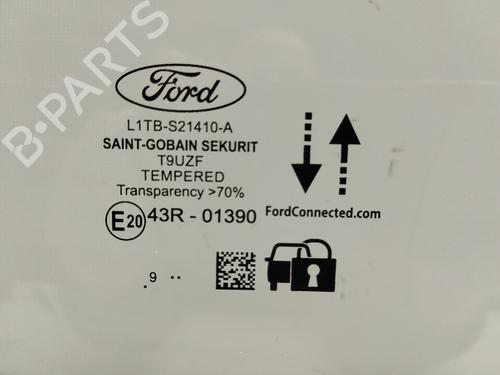 B-PARTS
Ford
L1TB-S21410-A
SAINT-GOBAIN SEKURIT
T9UZF
TEMPERED
Transparency >70%
E20 43R - 01390
FordConnected.com
.9 ..